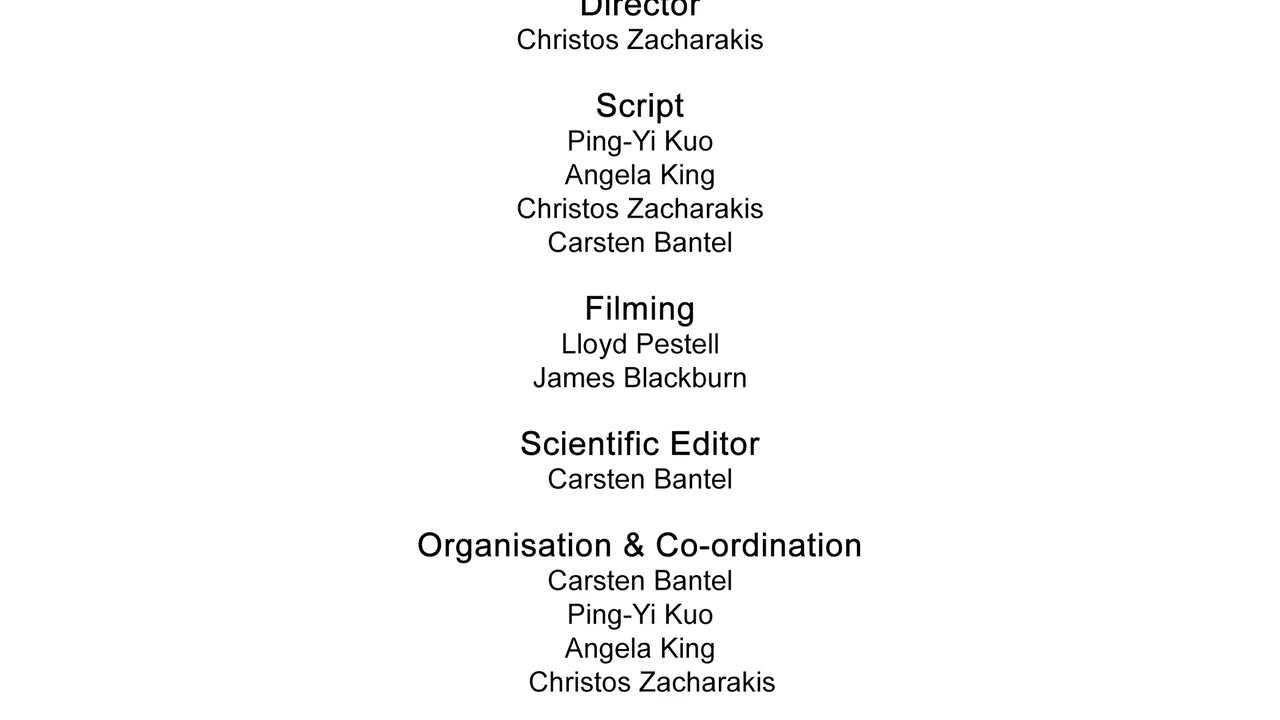 Director
Christos Zacharakis
Script
Ping-Yi Kuo
Angela King
Christos Zacharakis
Carsten Bantel
Filming
Lloyd Pestell
James Blackburn
Scientific Editor
Carsten Bantel
Organisation & Co-ordination
Carsten Bantel
Ping-Yi Kuo
Angela King
Christos Zacharakis